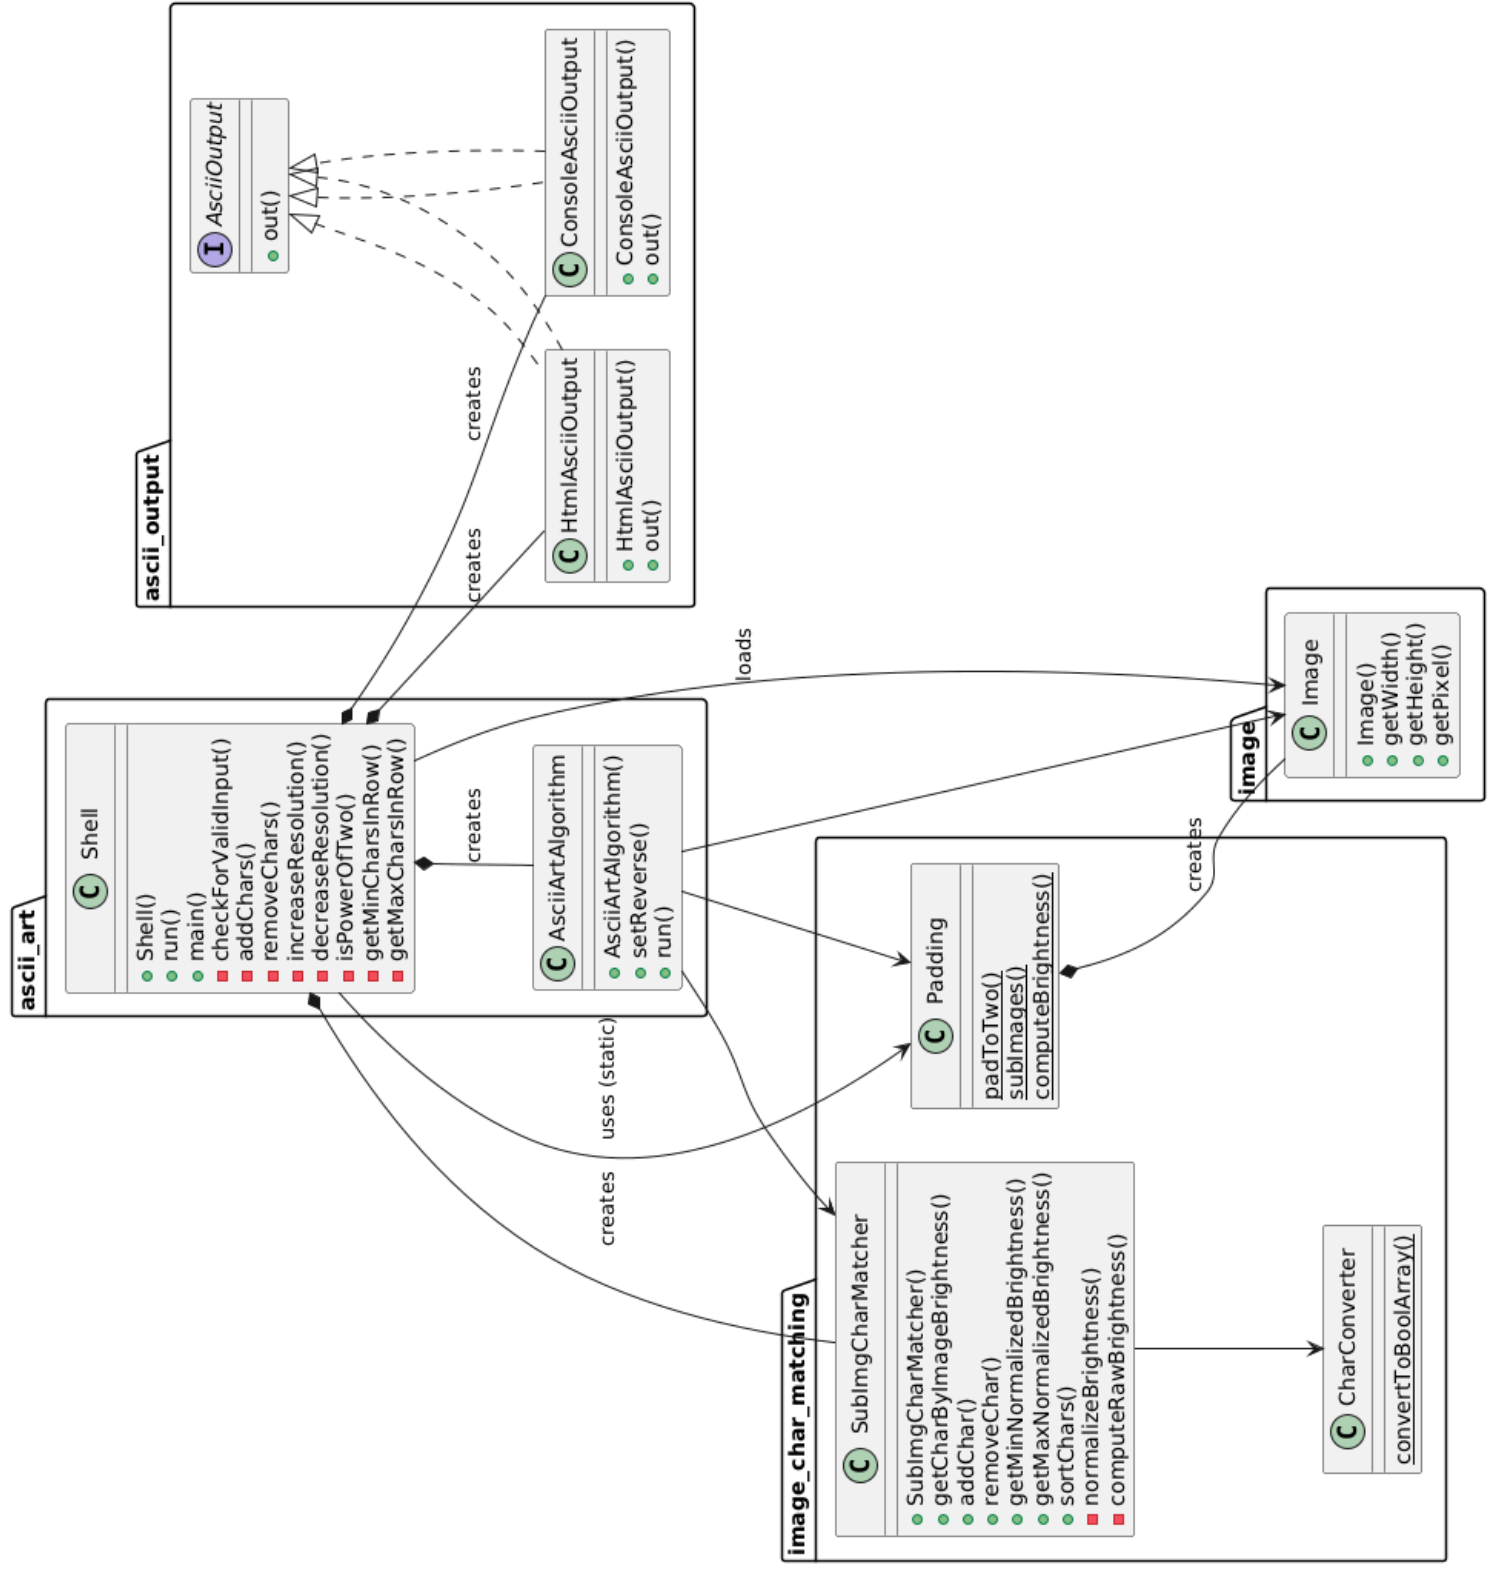 ascii_art
C Shell
Shell()
run()
main()
checkForValidInput()
addChars()
removeChars()
increaseResolution()
decreaseResolution()
isPowerOfTwo()
getMinCharsInRow()
getMaxCharsInRow()
C AsciiArtAlgorithm
AsciiArtAlgorithm()
setReverse()
run()
ascii_output
I AsciiOutput
out()
C HtmlAsciiOutput
HtmlAsciiOutput()
out()
C ConsoleAsciiOutput
ConsoleAsciiOutput()
out()
creates
creates
creates
creates
uses (static)
loads
image_char_matching
C SubImgCharMatcher
SubImgCharMatcher()
getCharByImageBrightness()
addChar()
removeChar()
getMinNormalizedBrightness()
getMaxNormalizedBrightness()
sortChars()
normalizeBrightness()
computeRawBrightness()
C Padding
padToTwo()
subImages()
computeBrightness()
creates
C CharConverter
convertToBoolArray()
image
C Image
Image()
getWidth()
getHeight()
getPixel()